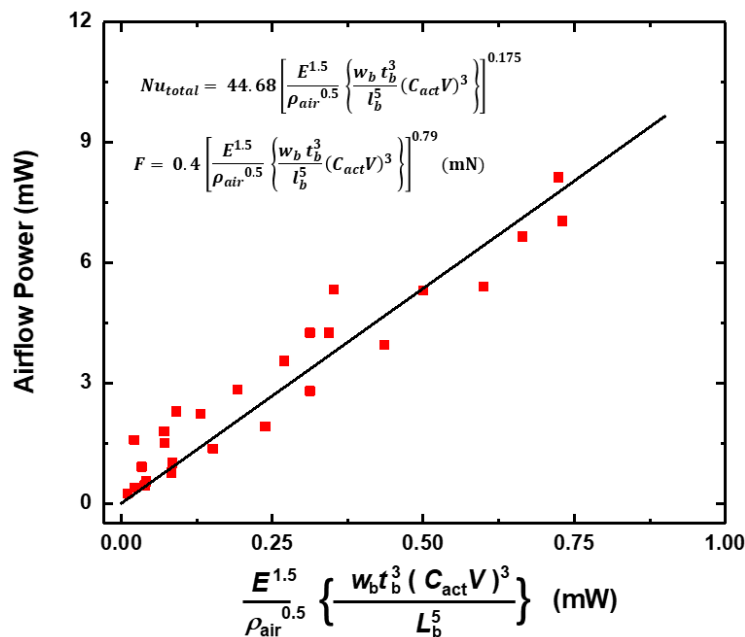 12
9
6
3
0
Airflow Power (mW)
Nu_total = 44.68 [ E^1.5 / ρ_air^0.5 { w_b t_b^3 / l_b^5 (C_act V)^3 } ]^0.175
F = 0.4 [ E^1.5 / ρ_air^0.5 { w_b t_b^3 / l_b^5 (C_act V)^3 } ]^0.79 (mN)
0.00 0.25 0.50 0.75 1.00
E^1.5 / ρ_air^0.5 { w_b t_b^3 ( C_act V)^3 / L_b^5 } (mW)